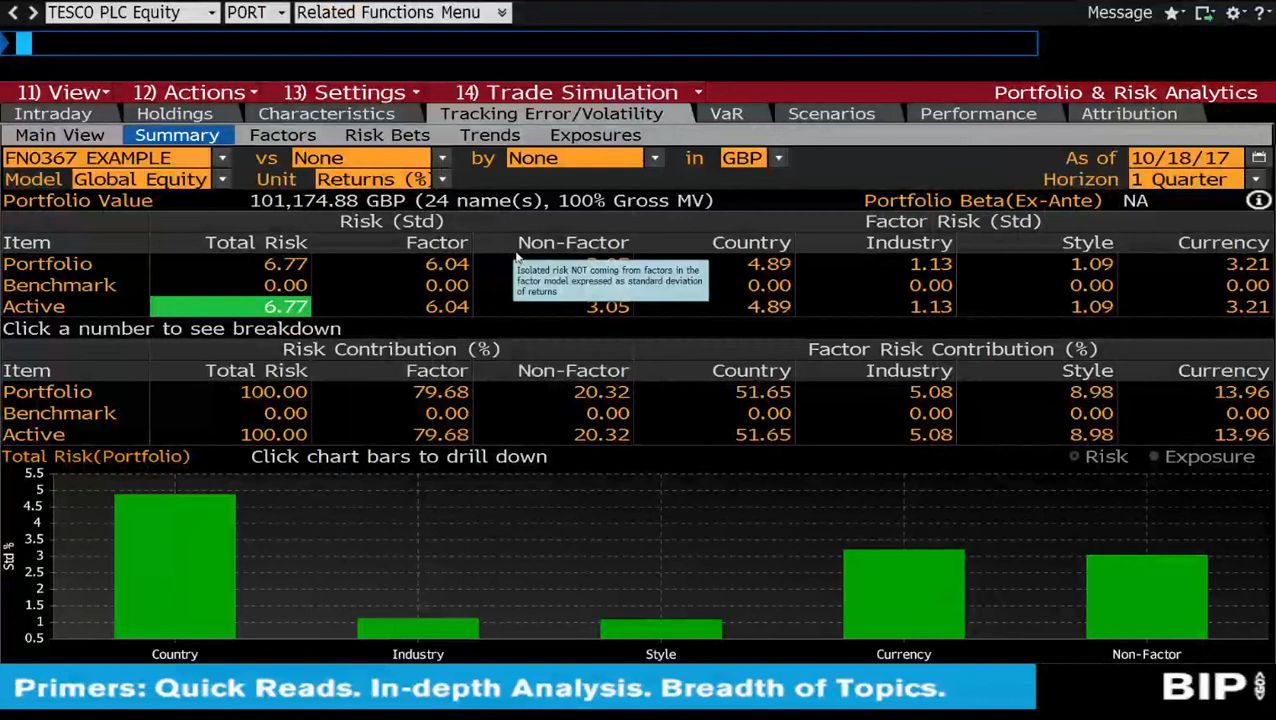 TESCO PLC Equity PORT Related Functions Menu Message ?
11) View 12) Actions 13) Settings 14) Trade Simulation Portfolio & Risk Analytics
Intraday Holdings Characteristics Tracking Error/Volatility VaR Scenarios Performance Attribution
Main View Summary Factors Risk Bets Trends Exposures
FN0367 EXAMPLE vs None by None in GBP As of 10/18/17
Model Global Equity Unit Returns (% Horizon 1 Quarter
Portfolio Value 101,174.88 GBP (24 name(s), 100% Gross MV) Portfolio Beta(Ex-Ante) NA
Risk (Std) Factor Risk (Std)
Item Total Risk Factor Non-Factor Country Industry Style Currency
Portfolio 6.77 6.04 4.89 1.13 1.09 3.21
Isolated risk NOT coming from factors in the
factor model expressed as standard deviation
of returns
Benchmark 0.00 0.00 0.00 0.00 0.00 0.00
Active 6.77 6.04 3.05 4.89 1.13 1.09 3.21
Click a number to see breakdown
Risk Contribution (%) Factor Risk Contribution (%)
Item Total Risk Factor Non-Factor Country Industry Style Currency
Portfolio 100.00 79.68 20.32 51.65 5.08 8.98 13.96
Benchmark 0.00 0.00 0.00 0.00 0.00 0.00 0.00
Active 100.00 79.68 20.32 51.65 5.08 8.98 13.96
Total Risk(Portfolio) Click chart bars to drill down Risk Exposure
5.5
5
4.5
4
3.5
3
2.5
2
1.5
1
0.5
Std %
Country Industry Style Currency Non-Factor
Primers: Quick Reads. In-depth Analysis. Breadth of Topics. BIP